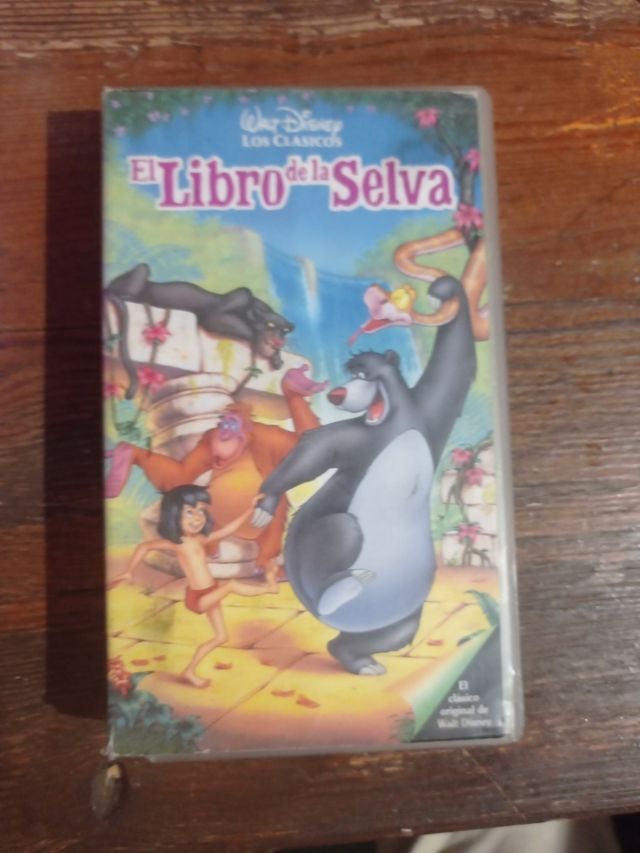 WALT DISNEY
LOS CLASICOS
El Libro de la Selva
El
clásico
original de
Walt Disney